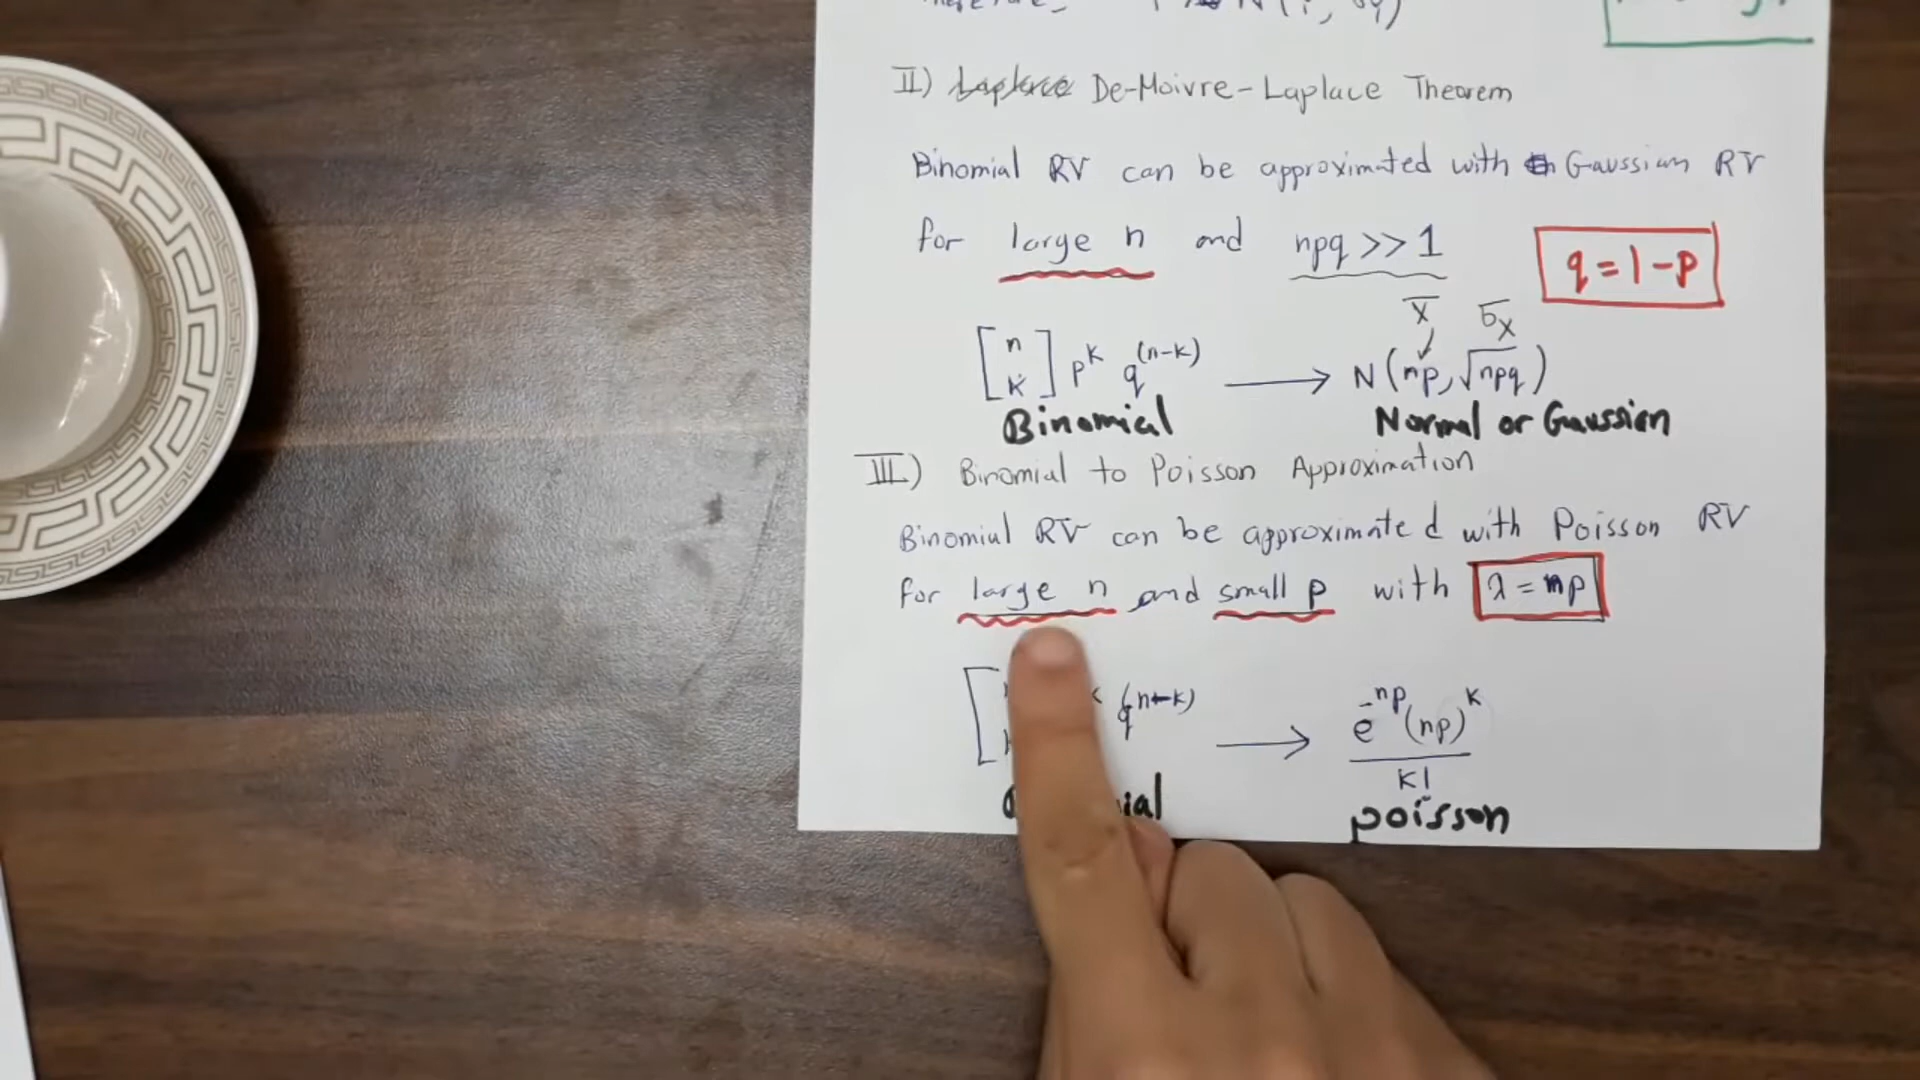 II) De-Moivre-Laplace Theorem
Binomial RV can be approximated with Gaussian RV
for large n and npq >> 1
q = 1 - p
X̄ σx
[n k] p^k q^(n-k) → N(np, √npq)
Binomial Normal or Gaussian
III.) Binomial to Poisson Approximation
Binomial RV can be approximated with Poisson RV
for large n and small p with λ = np
q^(n-k) → e^-np (np)^k / k!
poisson